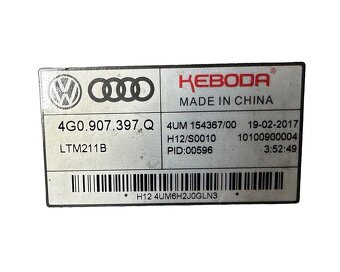 KEBODA
MADE IN CHINA
4G0.907.397.Q
LTM211B
4UM 154367/00 19-02-2017
H12/S0010 10100900004
PID:00596 3:52:49
* H12 4UM6H2J0GLN3 *